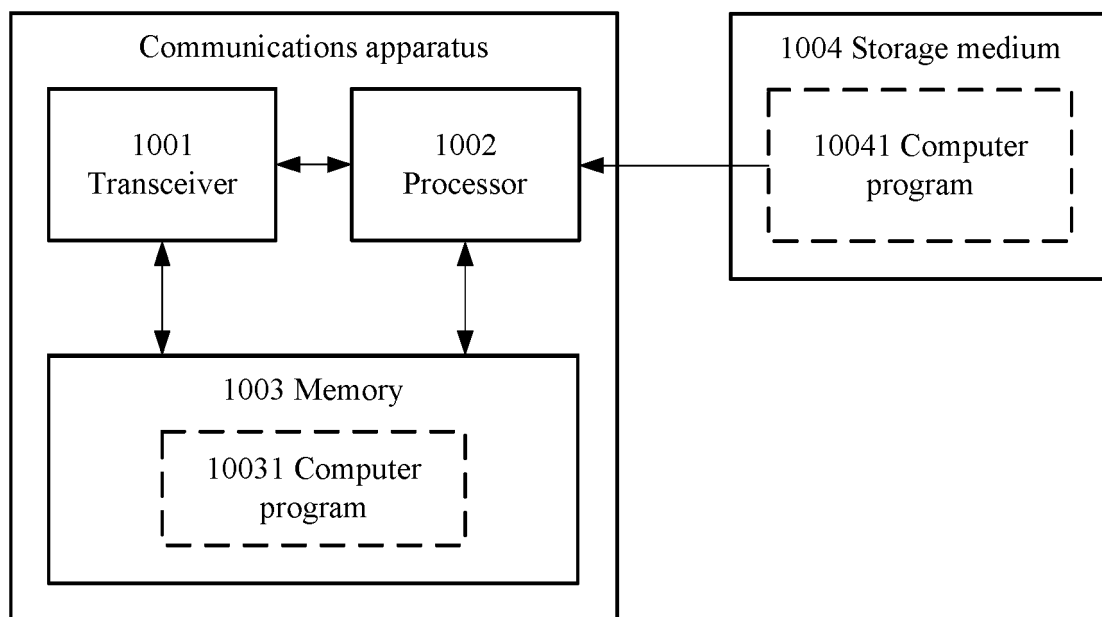 Communications apparatus
1001
Transceiver
1002
Processor
1003 Memory
10031 Computer
program
1004 Storage medium
10041 Computer
program